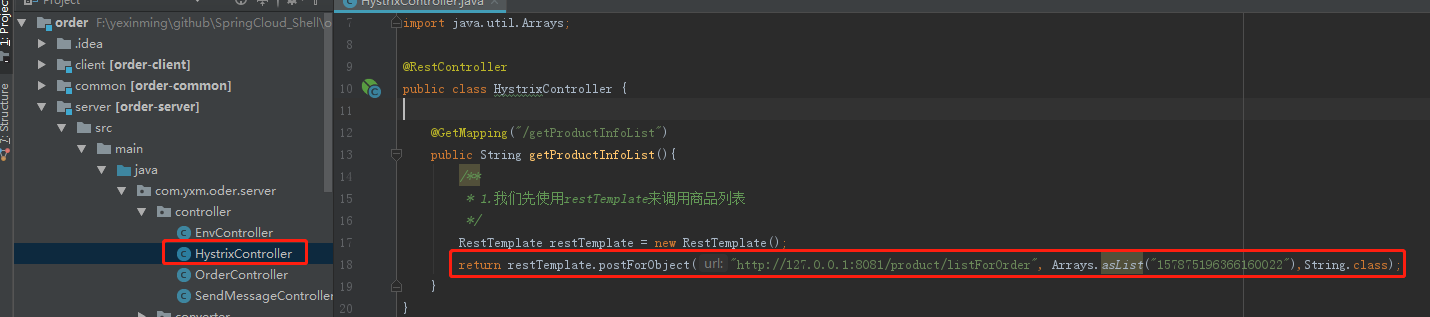 Project
HystrixController.java
1: Project
7: Structure
order F:\yexinming\github\SpringCloud_Shell\o
.idea
client [order-client]
common [order-common]
server [order-server]
src
main
java
com.yxm.oder.server
controller
EnvController
HystrixController
OrderController
SendMessageController
converter
7 import java.util.Arrays;
8
9 @RestController
10 public class HystrixController {
11
12 @GetMapping("/getProductInfoList")
13 public String getProductInfoList(){
14 /**
15 * 1.我们先使用restTemplate来调用商品列表
16 */
17 RestTemplate restTemplate = new RestTemplate();
18 return restTemplate.postForObject( url: "http://127.0.0.1:8081/product/listForOrder", Arrays.asList("157875196366160022"),String.class);
19 }
20 }